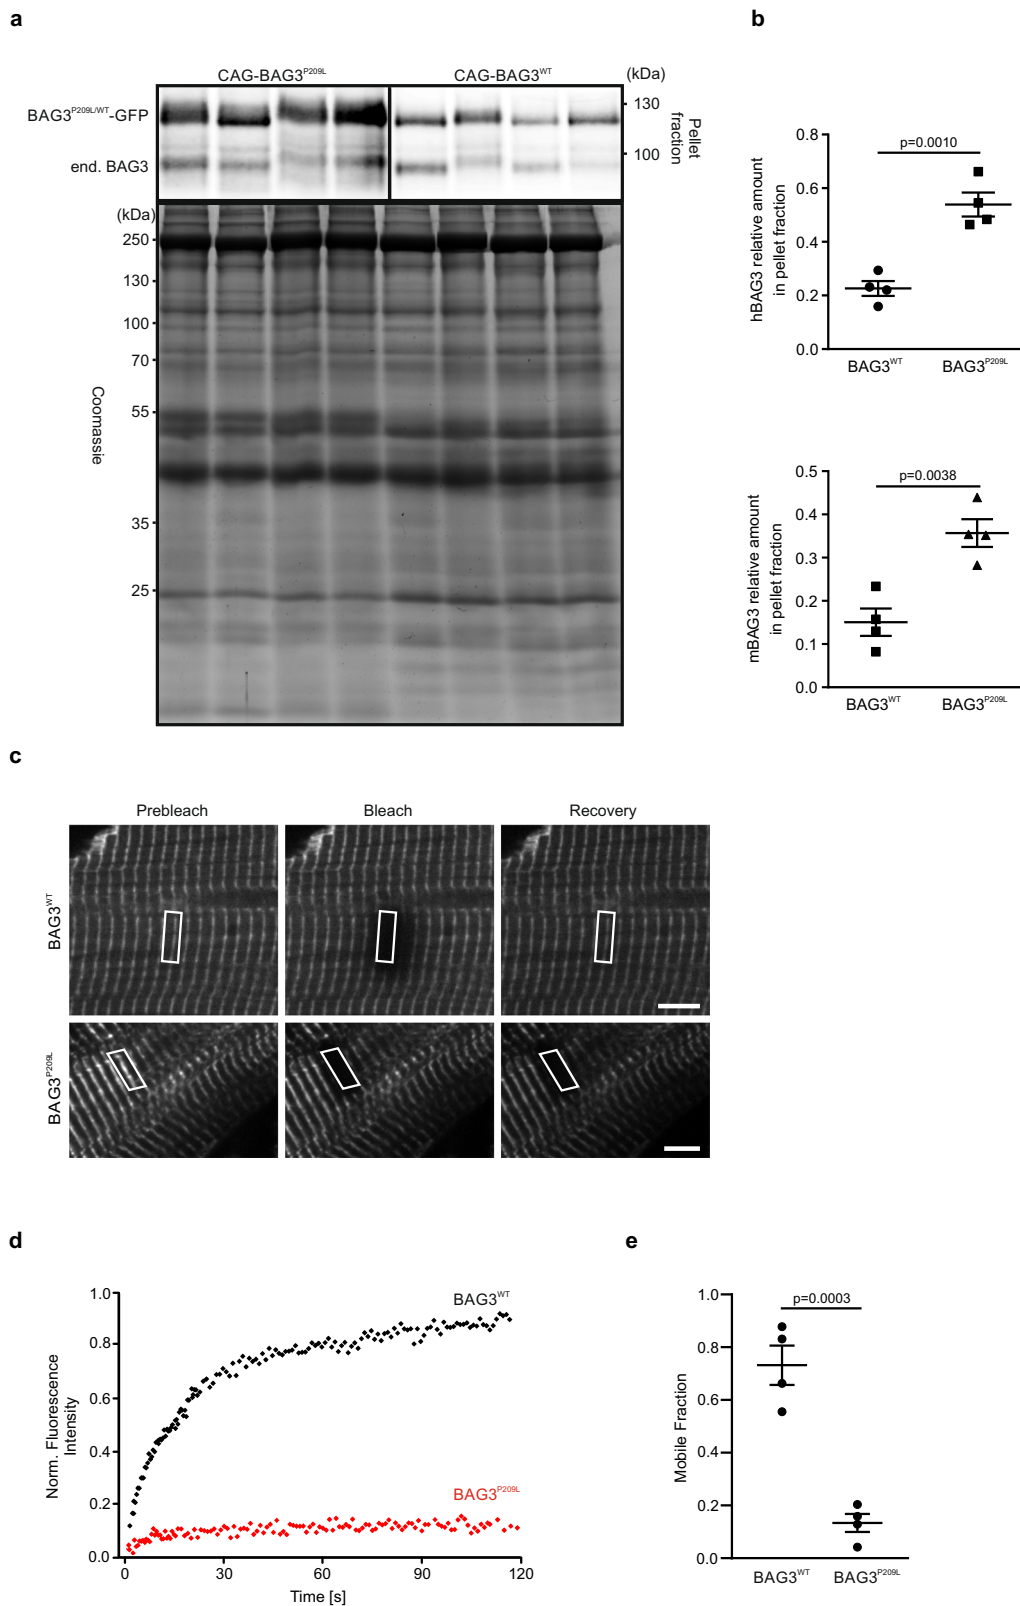 a
CAG-BAG3P209L
CAG-BAG3WT
(kDa)
BAG3P209L/WT-GFP
end. BAG3
130
100
Pellet
fraction
(kDa)
250
130
100
70
55
35
25
Coomassie
b
hBAG3 relative amount
in pellet fraction
0.8
0.6
0.4
0.2
0.0
p=0.0010
BAG3WT
BAG3P209L
mBAG3 relative amount
in pellet fraction
0.5
0.4
0.3
0.2
0.1
0.0
p=0.0038
BAG3WT
BAG3P209L
c
Prebleach
Bleach
Recovery
BAG3WT
BAG3P209L
d
Norm. Fluorescence
Intensity
1.0
0.8
0.6
0.4
0.2
0.0
BAG3WT
BAG3P209L
0
30
60
90
120
Time [s]
e
Mobile Fraction
1.0
0.8
0.6
0.4
0.2
0.0
p=0.0003
BAG3WT
BAG3P209L